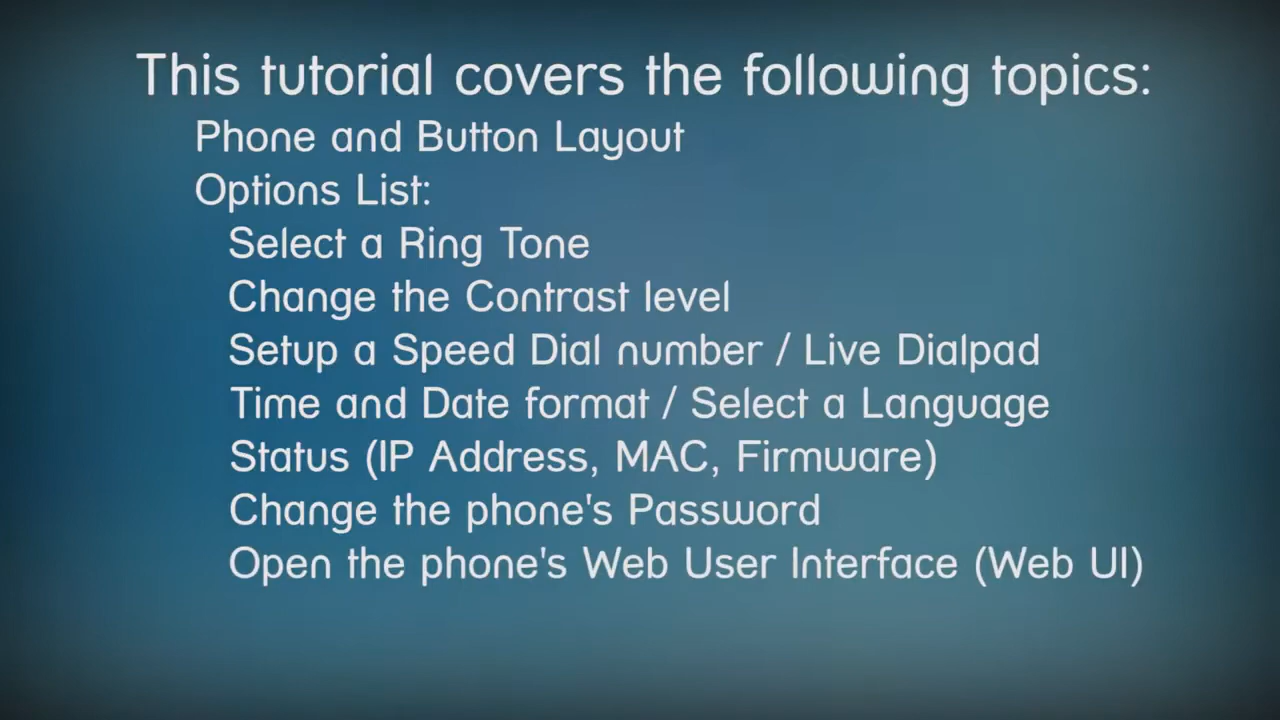 This tutorial covers the following topics:
Phone and Button Layout
Options List:
Select a Ring Tone
Change the Contrast level
Setup a Speed Dial number / Live Dialpad
Time and Date format / Select a Language
Status (IP Address, MAC, Firmware)
Change the phone's Password
Open the phone's Web User Interface (Web UI)